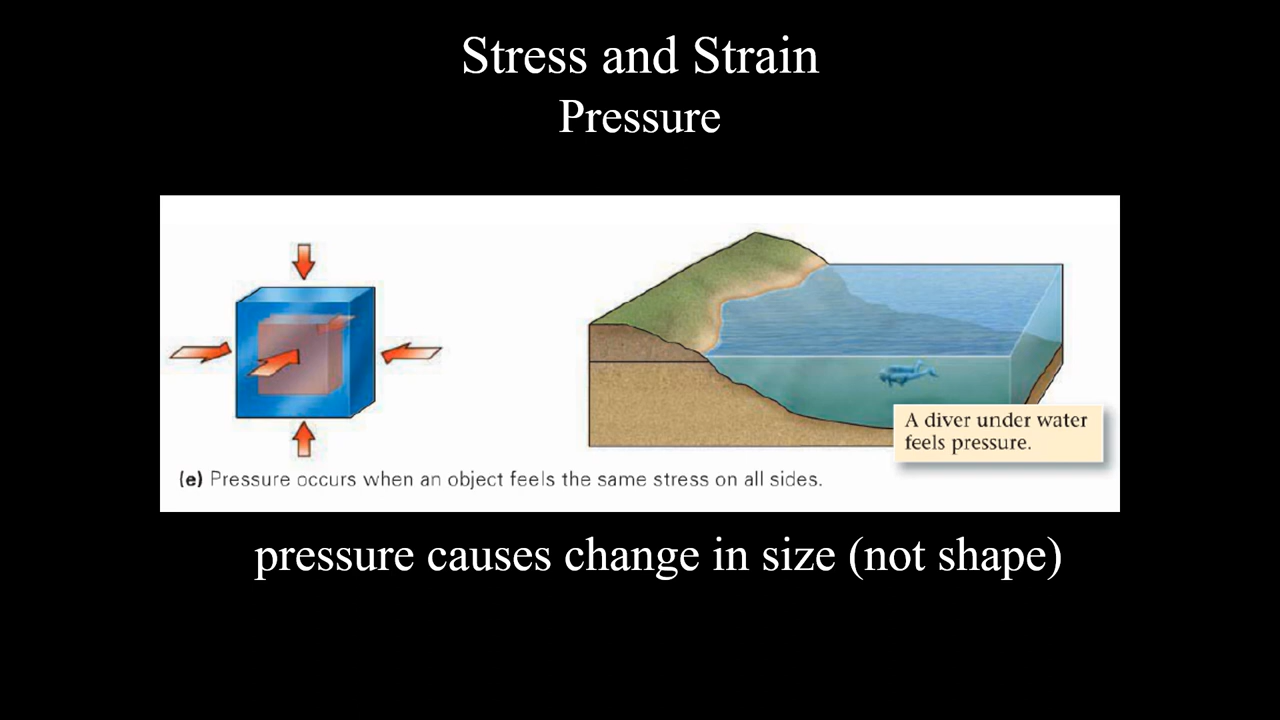 Stress and Strain
Pressure
A diver under water
feels pressure.
(e) Pressure occurs when an object feels the same stress on all sides.
pressure causes change in size (not shape)